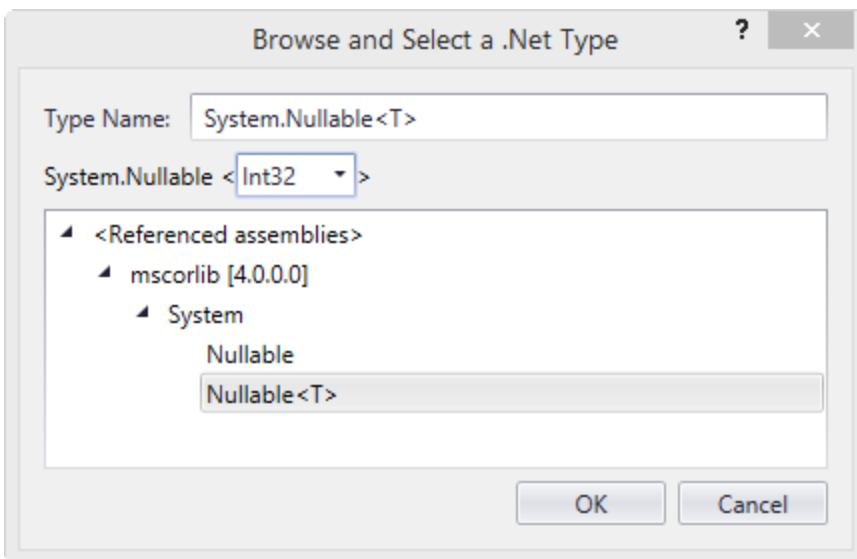 Browse and Select a .Net Type ?
Type Name: System.Nullable<T>
System.Nullable < Int32 >
<Referenced assemblies>
mscorlib [4.0.0.0]
System
Nullable
Nullable<T>
OK Cancel